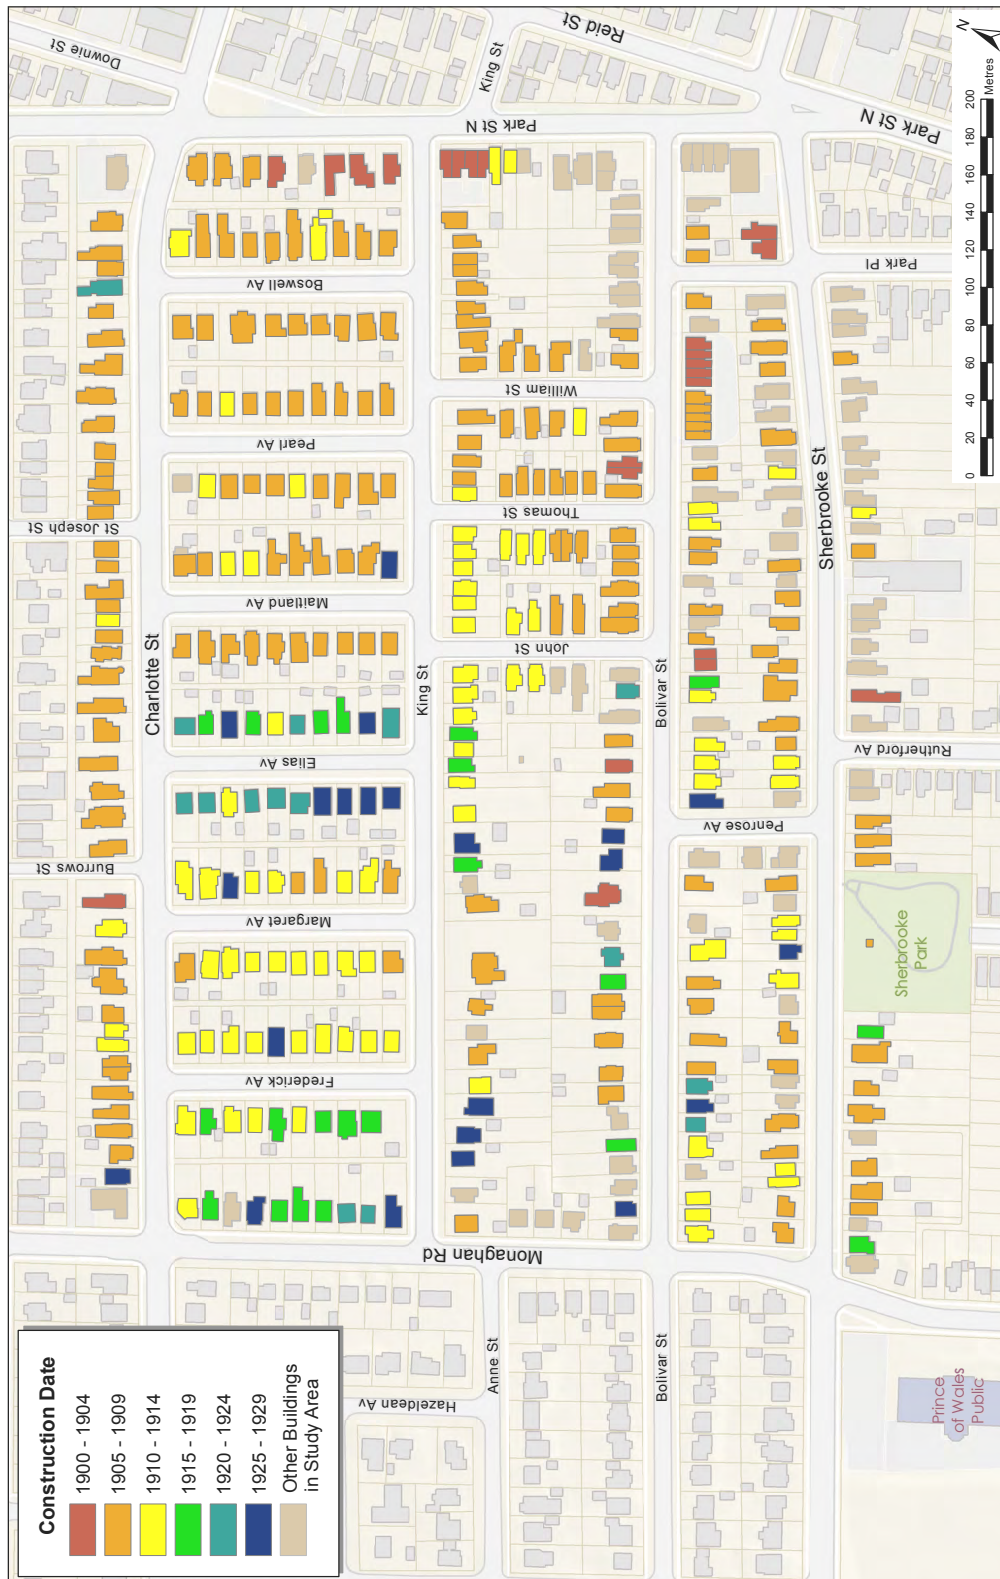 Construction Date
1900 - 1904
1905 - 1909
1910 - 1914
1915 - 1919
1920 - 1924
1925 - 1929
Other Buildings
in Study Area
Downie St
Reid St
King St
Park St N
Park St N
Boswell Av
Pearl Av
St Joseph St
Maitland Av
Charlotte St
Elias Av
Burrows St
Margaret Av
Frederick Av
King St
William St
Thomas St
John St
Bolivar St
Penrose Av
Park Pl
Sherbrooke St
Rutherford Av
Sherbrooke
Park
Monaghan Rd
Anne St
Hazeldean Av
Bolivar St
Prince
of Wales
Public
N
0 20 40 60 80 100 120 140 160 180 200
Metres